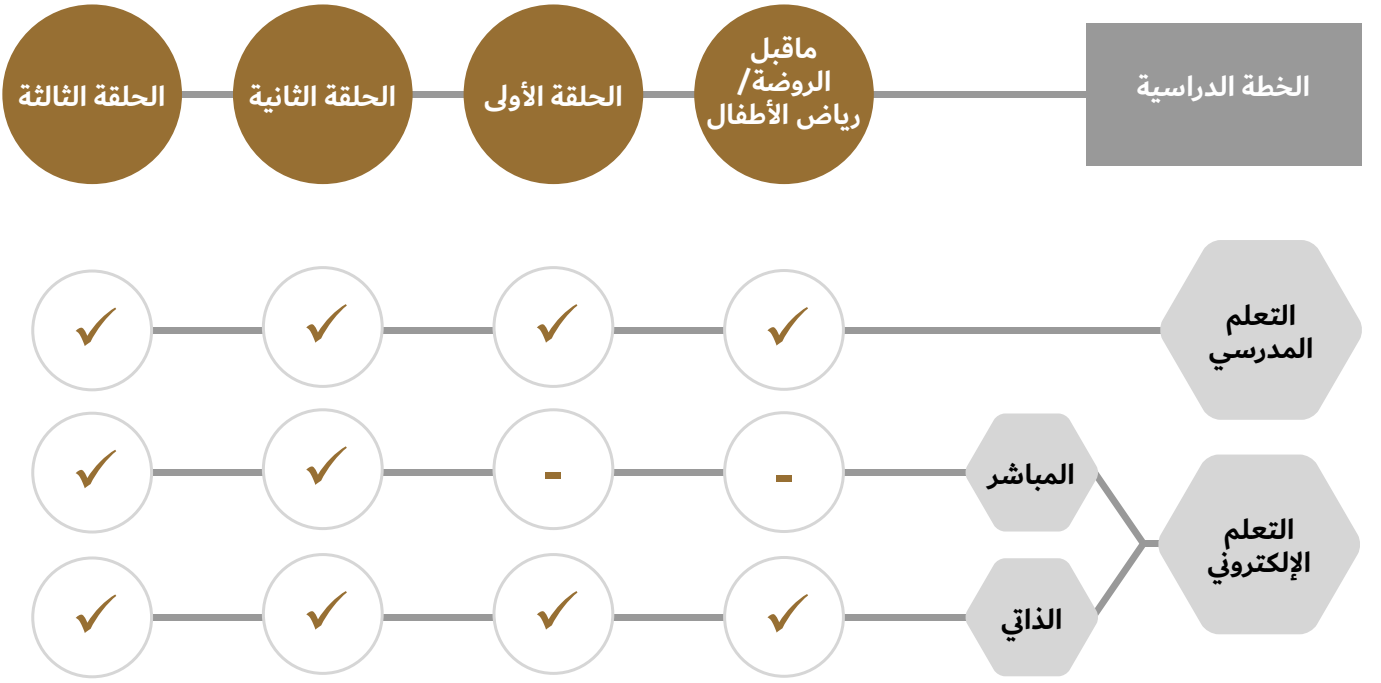 الخطة الدراسية
ماقبل
الروضة/
رياض الأطفال
الحلقة الأولى
الحلقة الثانية
الحلقة الثالثة
التعلم
المدرسي
✓
✓
✓
✓
التعلم
الإلكتروني
المباشر
-
-
✓
✓
الذاتي
✓
✓
✓
✓